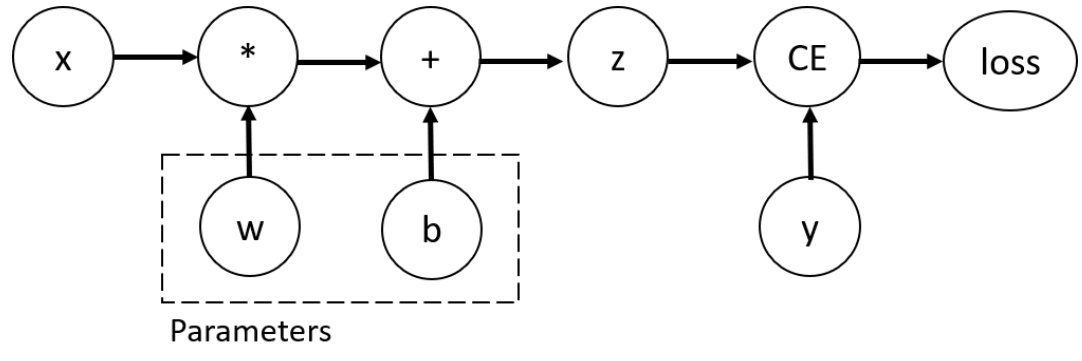 x * + z CE loss
w b y
Parameters